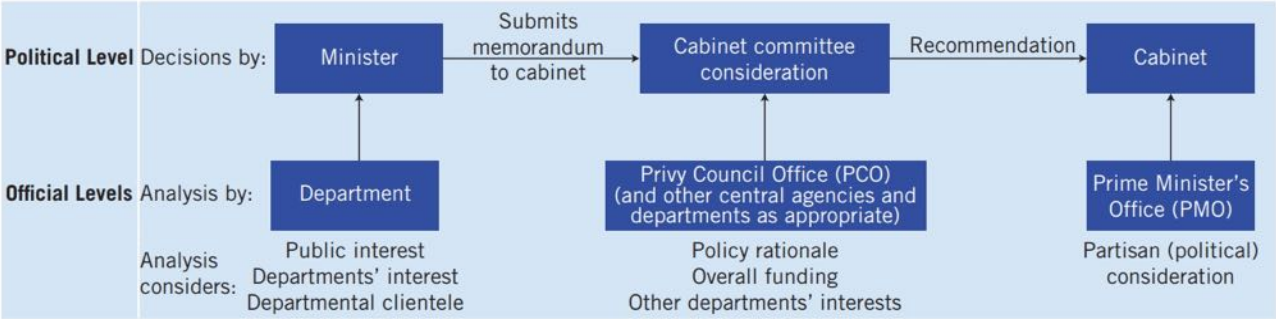 Political Level
Decisions by:
Minister
Submits
memorandum
to cabinet
Cabinet committee
consideration
Recommendation
Cabinet
Official Levels
Analysis by:
Department
Privy Council Office (PCO)
(and other central agencies and
departments as appropriate)
Prime Minister's
Office (PMO)
Analysis
considers:
Public interest
Departments' interest
Departmental clientele
Policy rationale
Overall funding
Other departments' interests
Partisan (political)
consideration